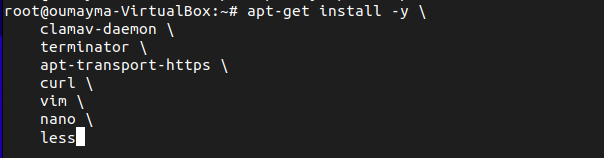 root@oumayma-VirtualBox:~# apt-get install -y \
    clamav-daemon \
    terminator \
    apt-transport-https \
    curl \
    vim \
    nano \
    less